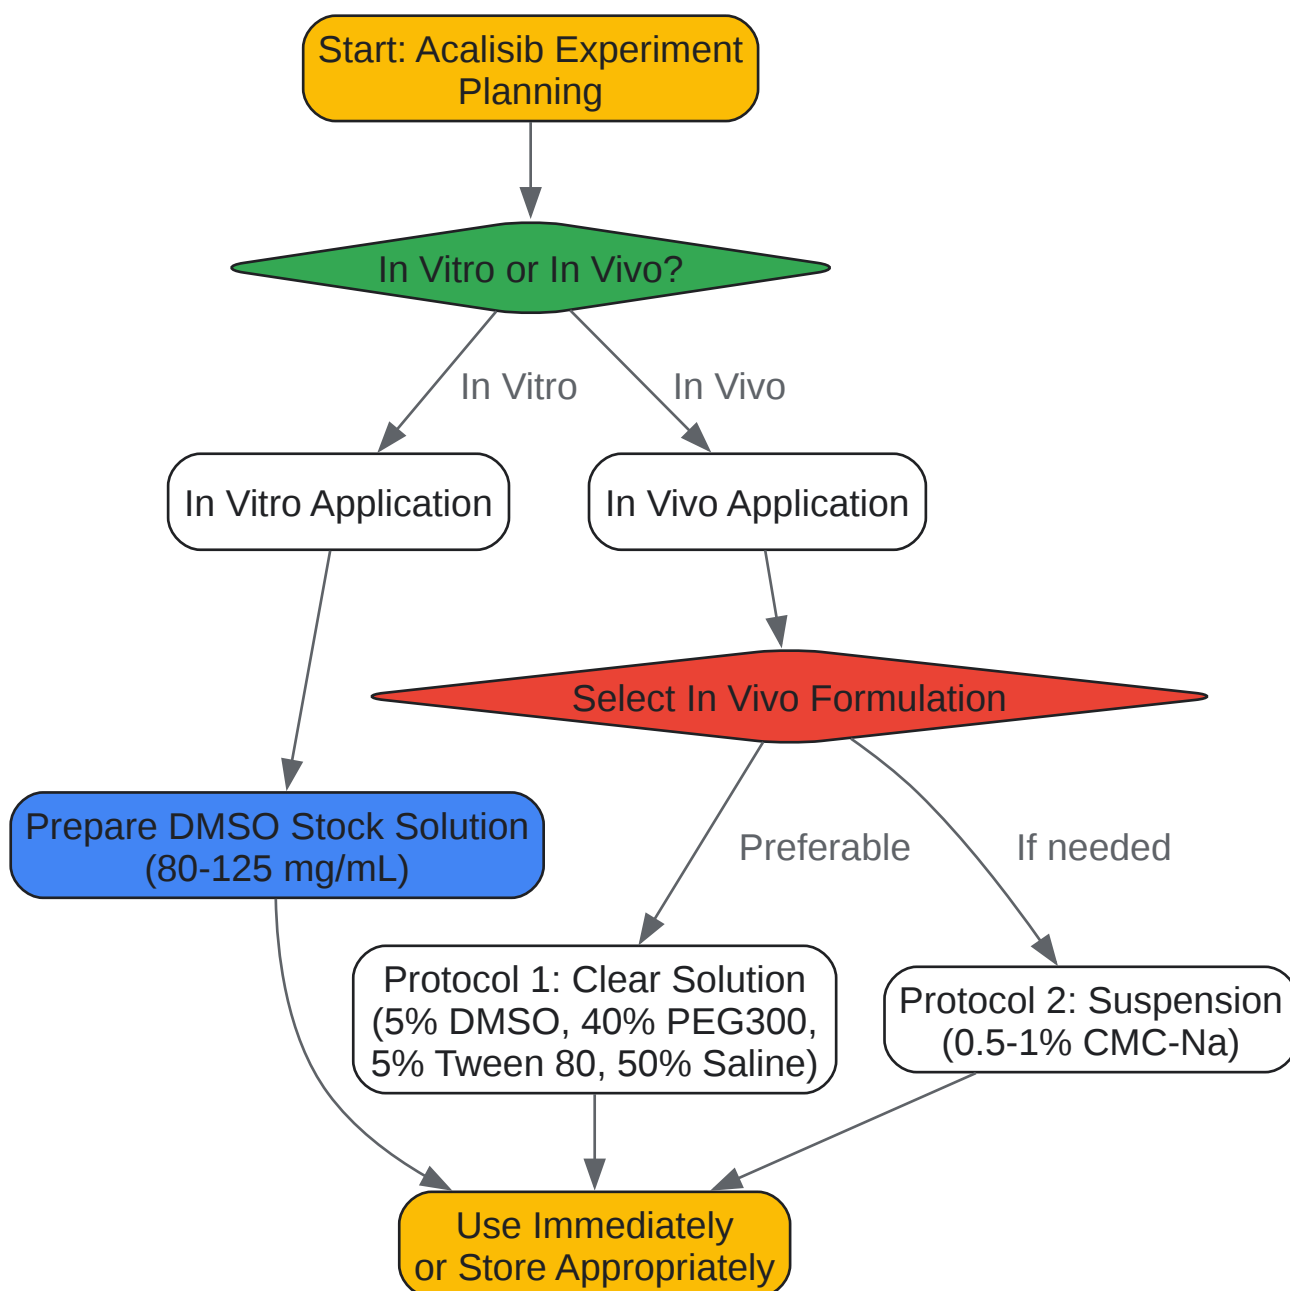 Start: Acalisib Experiment
Planning
In Vitro or In Vivo?
In Vitro
In Vivo
In Vitro Application
In Vivo Application
Select In Vivo Formulation
Prepare DMSO Stock Solution
(80-125 mg/mL)
Preferable
If needed
Protocol 1: Clear Solution
(5% DMSO, 40% PEG300,
5% Tween 80, 50% Saline)
Protocol 2: Suspension
(0.5-1% CMC-Na)
Use Immediately
or Store Appropriately